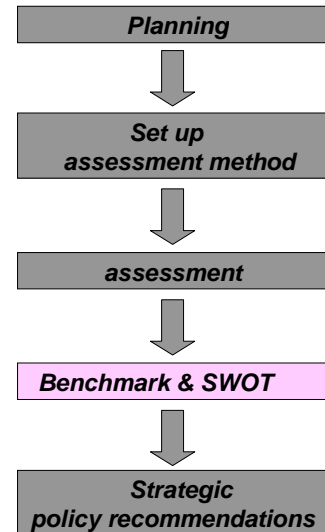 Planning
Set up
assessment method
assessment
Benchmark & SWOT
Strategic
policy recommendations